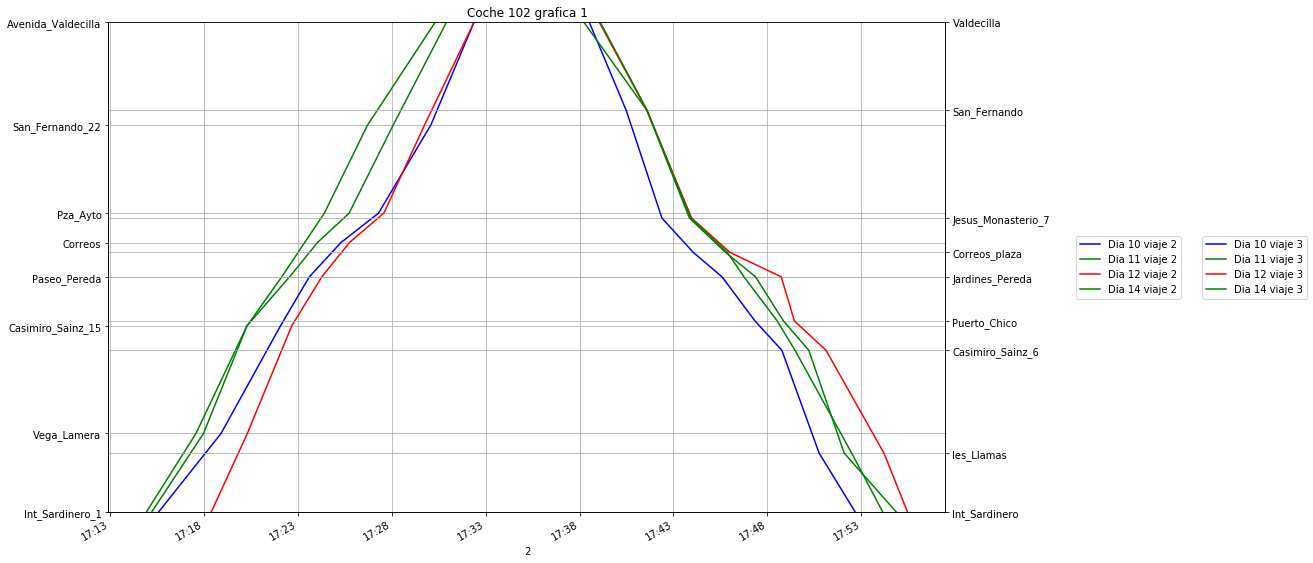 Coche 102 grafica 1
Avenida_Valdecilla
San_Fernando_22
Pza_Ayto
Correos
Paseo_Pereda
Casimiro_Sainz_15
Vega_Lamera
Int_Sardinero_1
Valdecilla
San_Fernando
Jesus_Monasterio_7
Correos_plaza
Jardines_Pereda
Puerto_Chico
Casimiro_Sainz_6
Ies_Llamas
Int_Sardinero
17:13
17:18
17:23
17:28
17:33
17:38
17:43
17:48
17:53
2
Dia 10 viaje 2
Dia 11 viaje 2
Dia 12 viaje 2
Dia 14 viaje 2
Dia 10 viaje 3
Dia 11 viaje 3
Dia 12 viaje 3
Dia 14 viaje 3